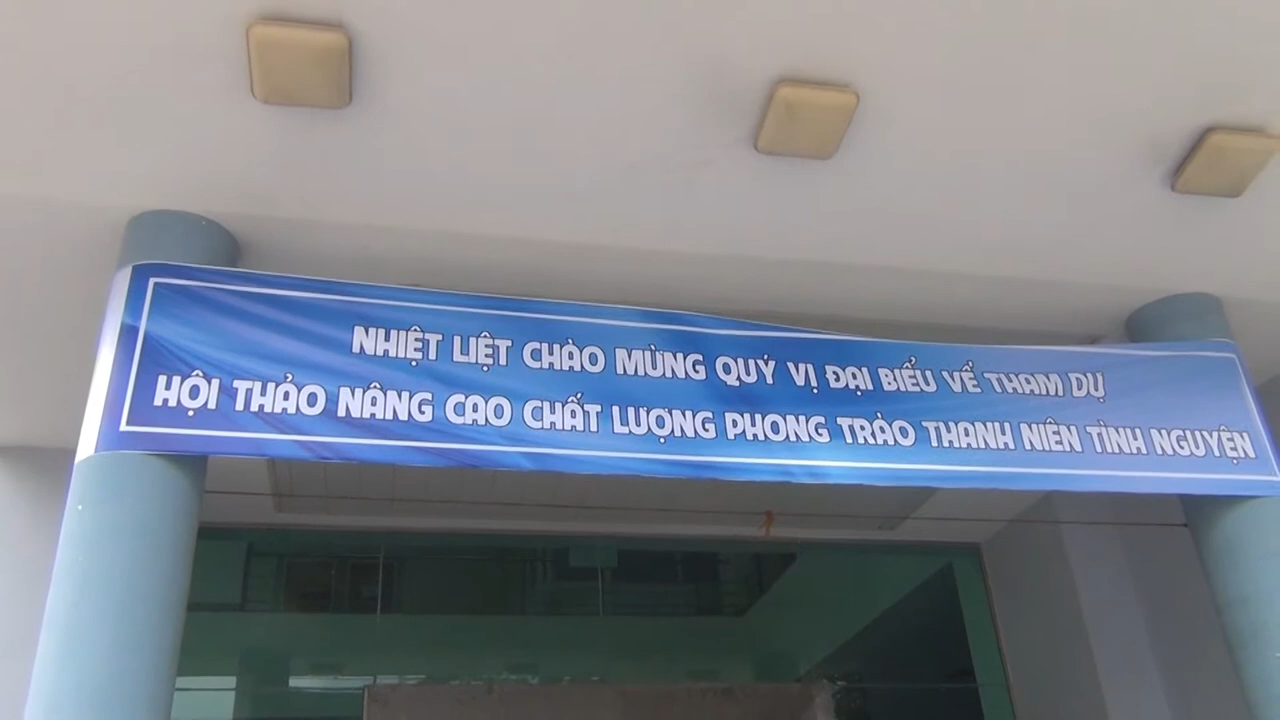 NHIỆT LIỆT CHÀO MỪNG QUÝ VỊ ĐẠI BIỂU VỀ THAM DỰ
HỘI THẢO NÂNG CAO CHẤT LƯỢNG PHONG TRÀO THANH NIÊN TÌNH NGUYỆN